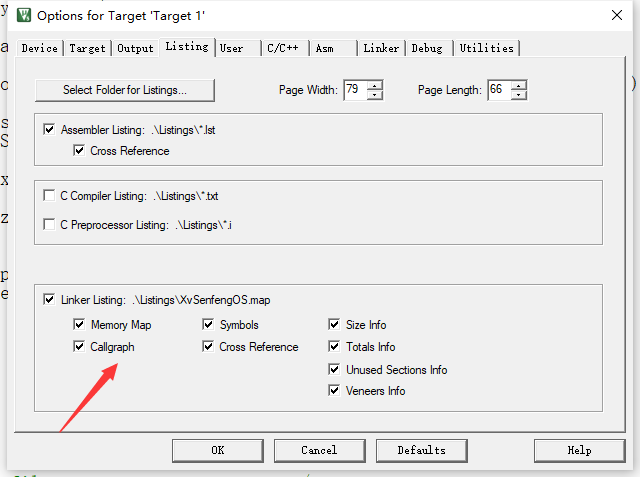 Options for Target 'Target 1'
Device Target Output Listing User C/C++ Asm Linker Debug Utilities
Select Folder for Listings... Page Width: 79 Page Length: 66
Assembler Listing: .\Listings\*.lst
Cross Reference
C Compiler Listing: .\Listings\*.txt
C Preprocessor Listing: .\Listings\*.i
Linker Listing: .\Listings\XvSenfengOS.map
Memory Map Symbols Size Info
Callgraph Cross Reference Totals Info
Unused Sections Info
Veneers Info
OK Cancel Defaults Help